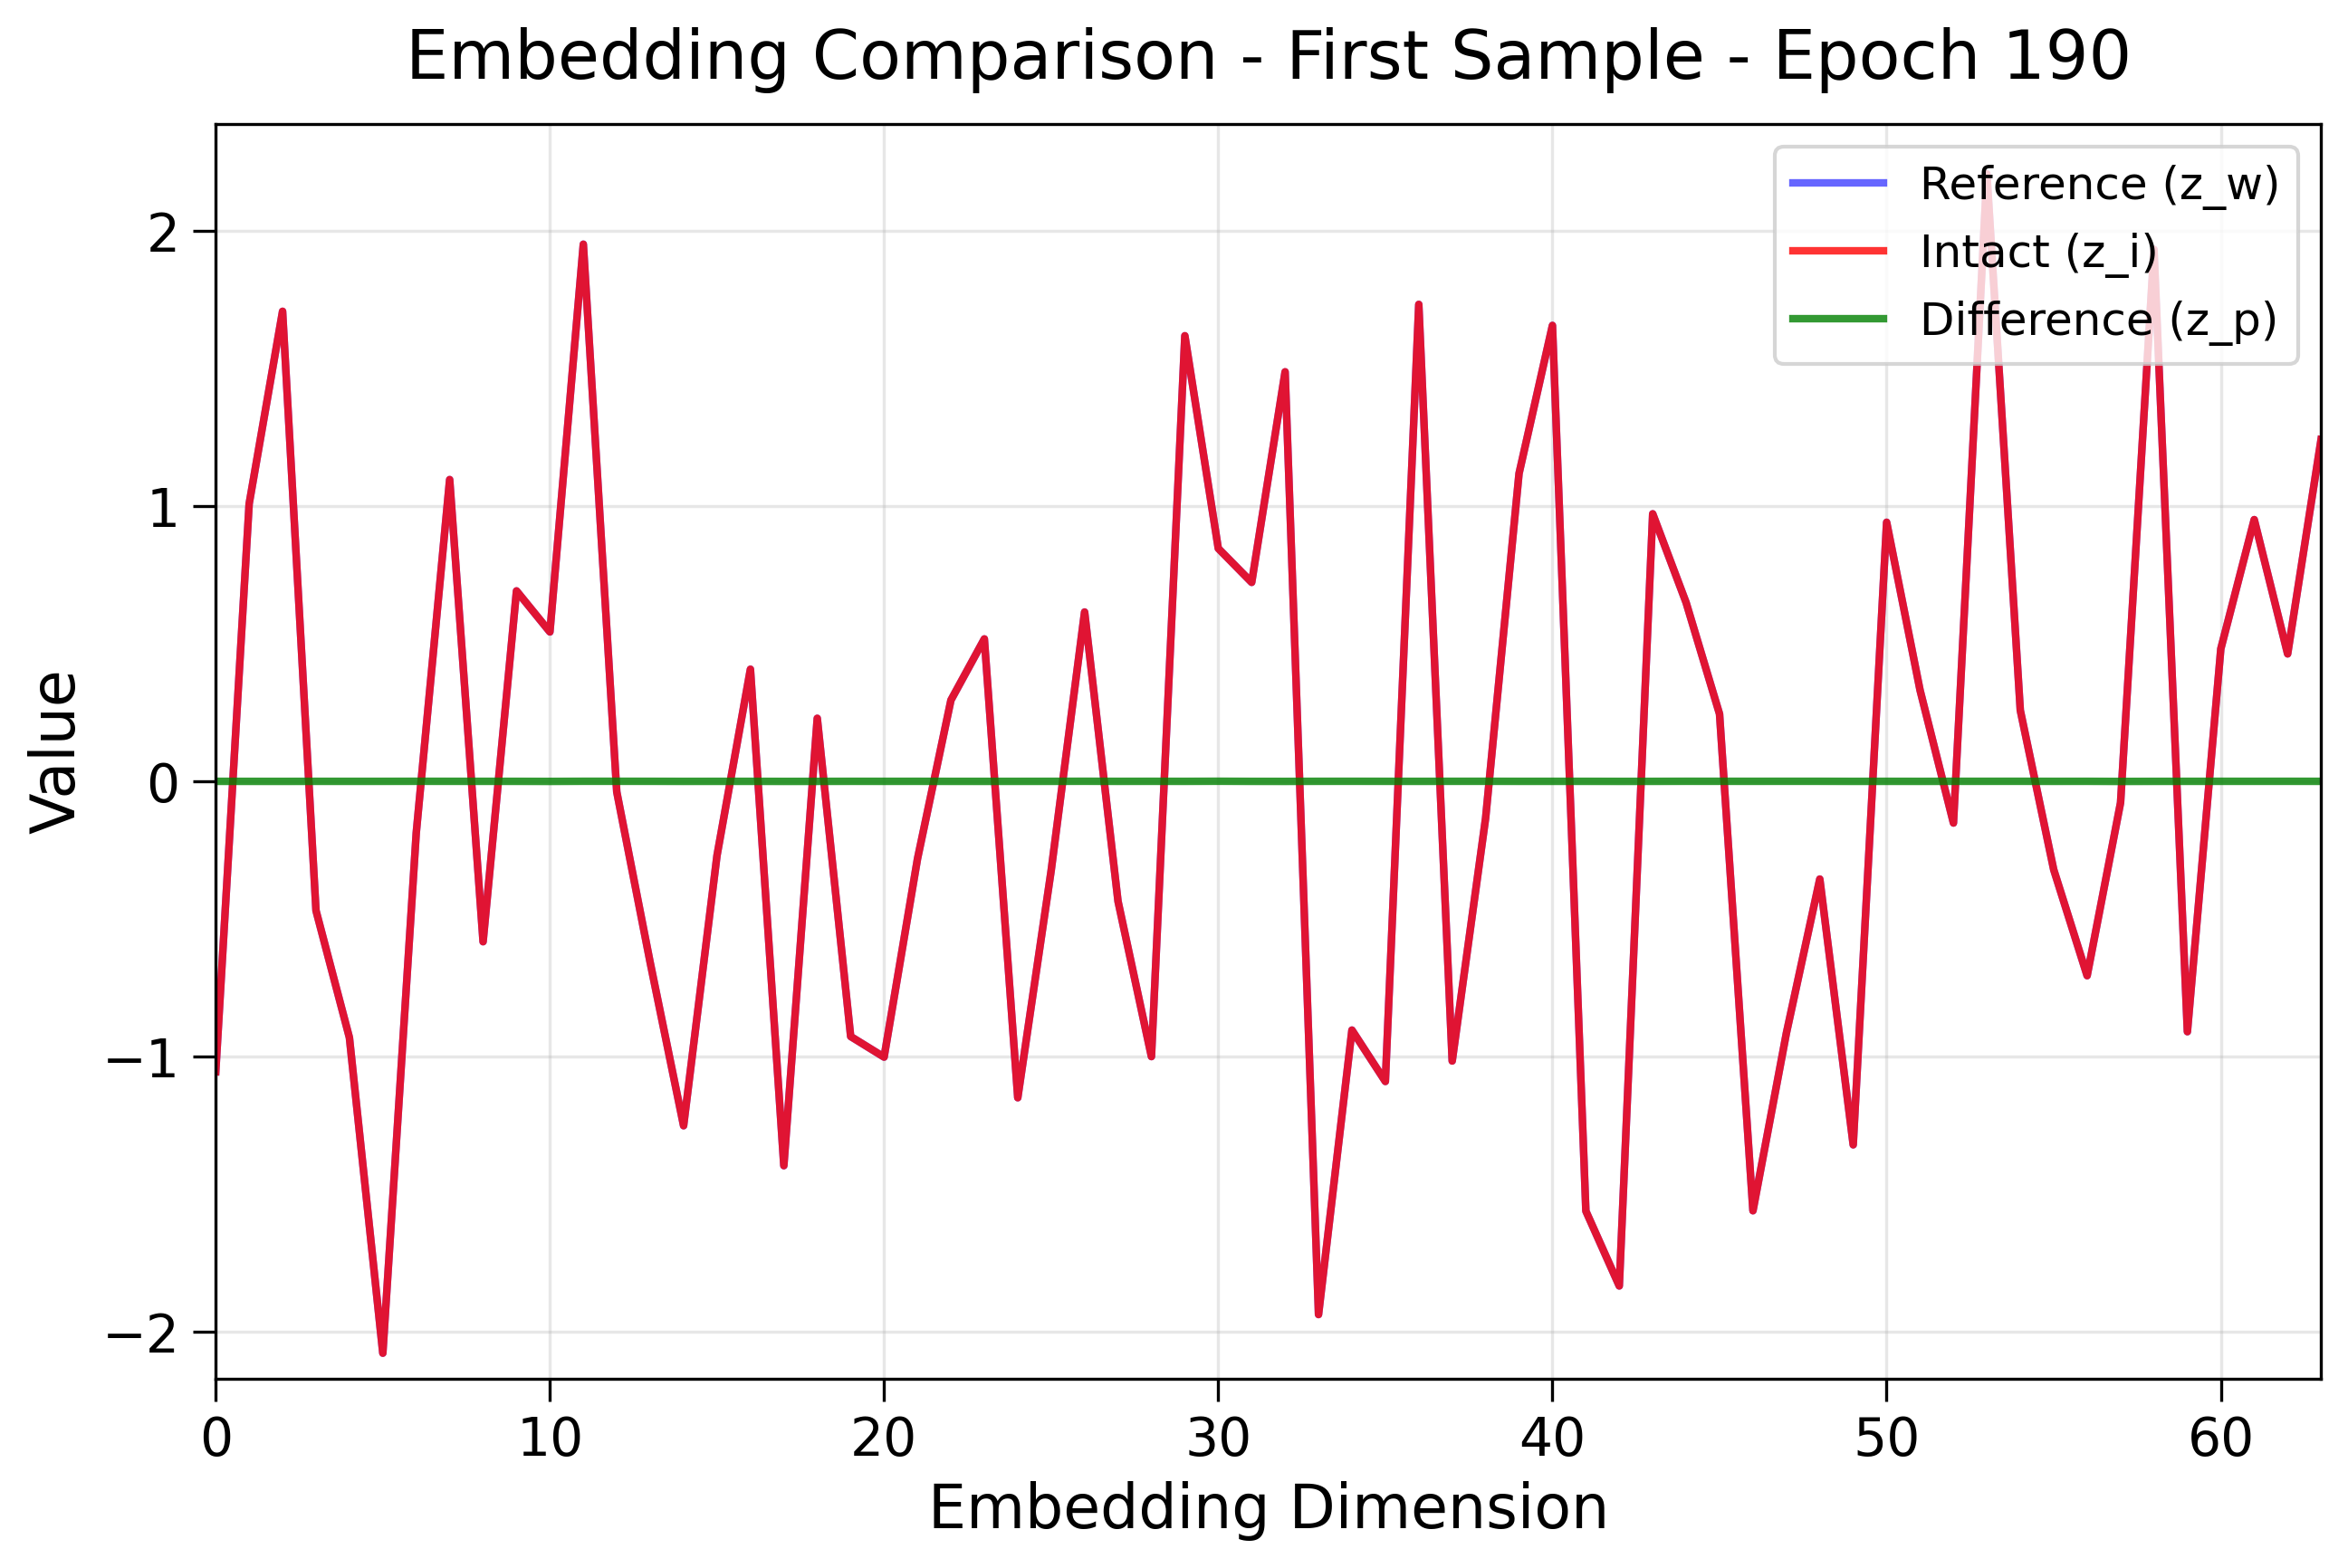 Embedding Comparison - First Sample - Epoch 190
Reference (z_w)
Intact (z_i)
Difference (z_p)
Value
2
1
0
−1
−2
0 10 20 30 40 50 60
Embedding Dimension